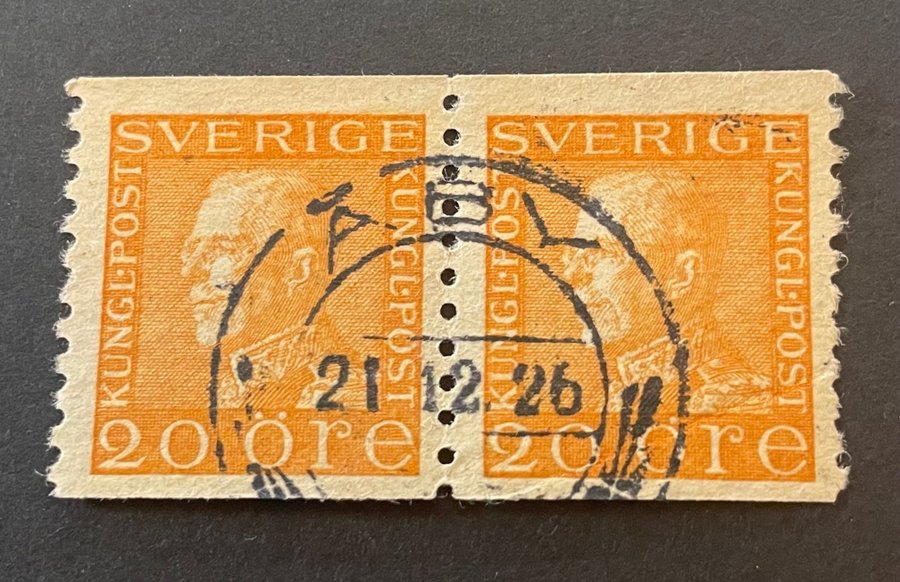 SVERIGE
KUNGL·POST
KUNGL·POST
20 öre
SVERIGE
KUNGL·POST
KUNGL·POST
20 öre
21 12. 26